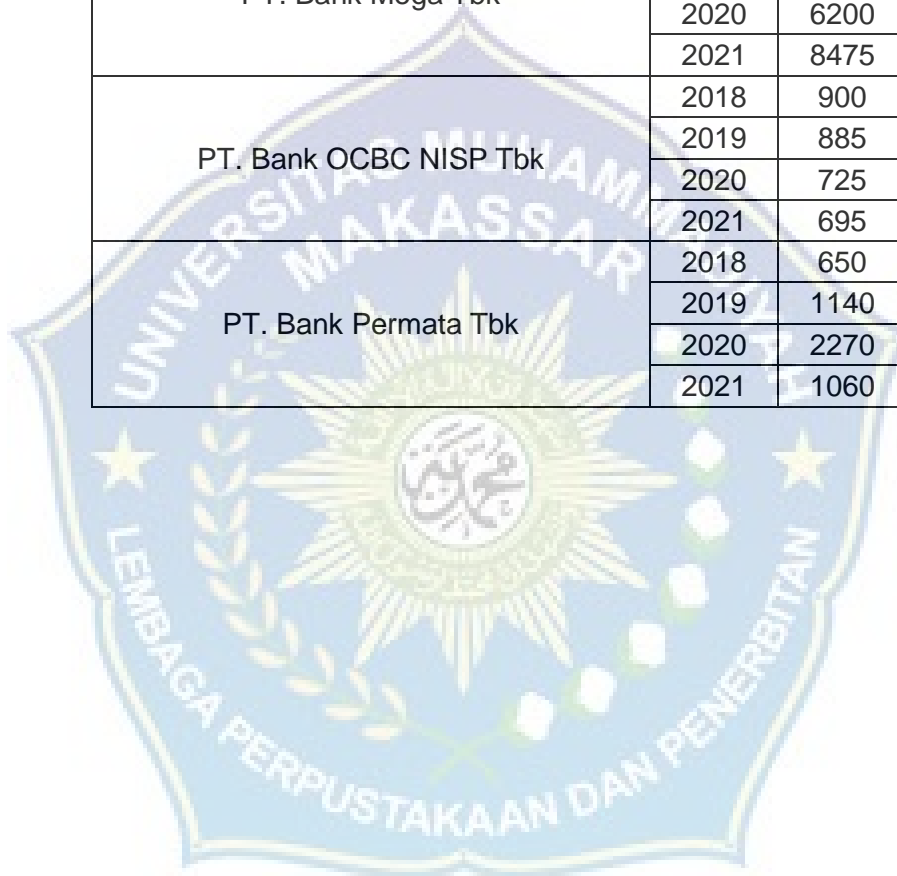 PT. Bank Mega Tbk
2020 6200
2021 8475
PT. Bank OCBC NISP Tbk
2018 900
2019 885
2020 725
2021 695
PT. Bank Permata Tbk
2018 650
2019 1140
2020 2270
2021 1060
UNIVERSITAS MUHAMMADIYAH
MAKASSAR
LEMBAGA PERPUSTAKAAN DAN PENERBITAN